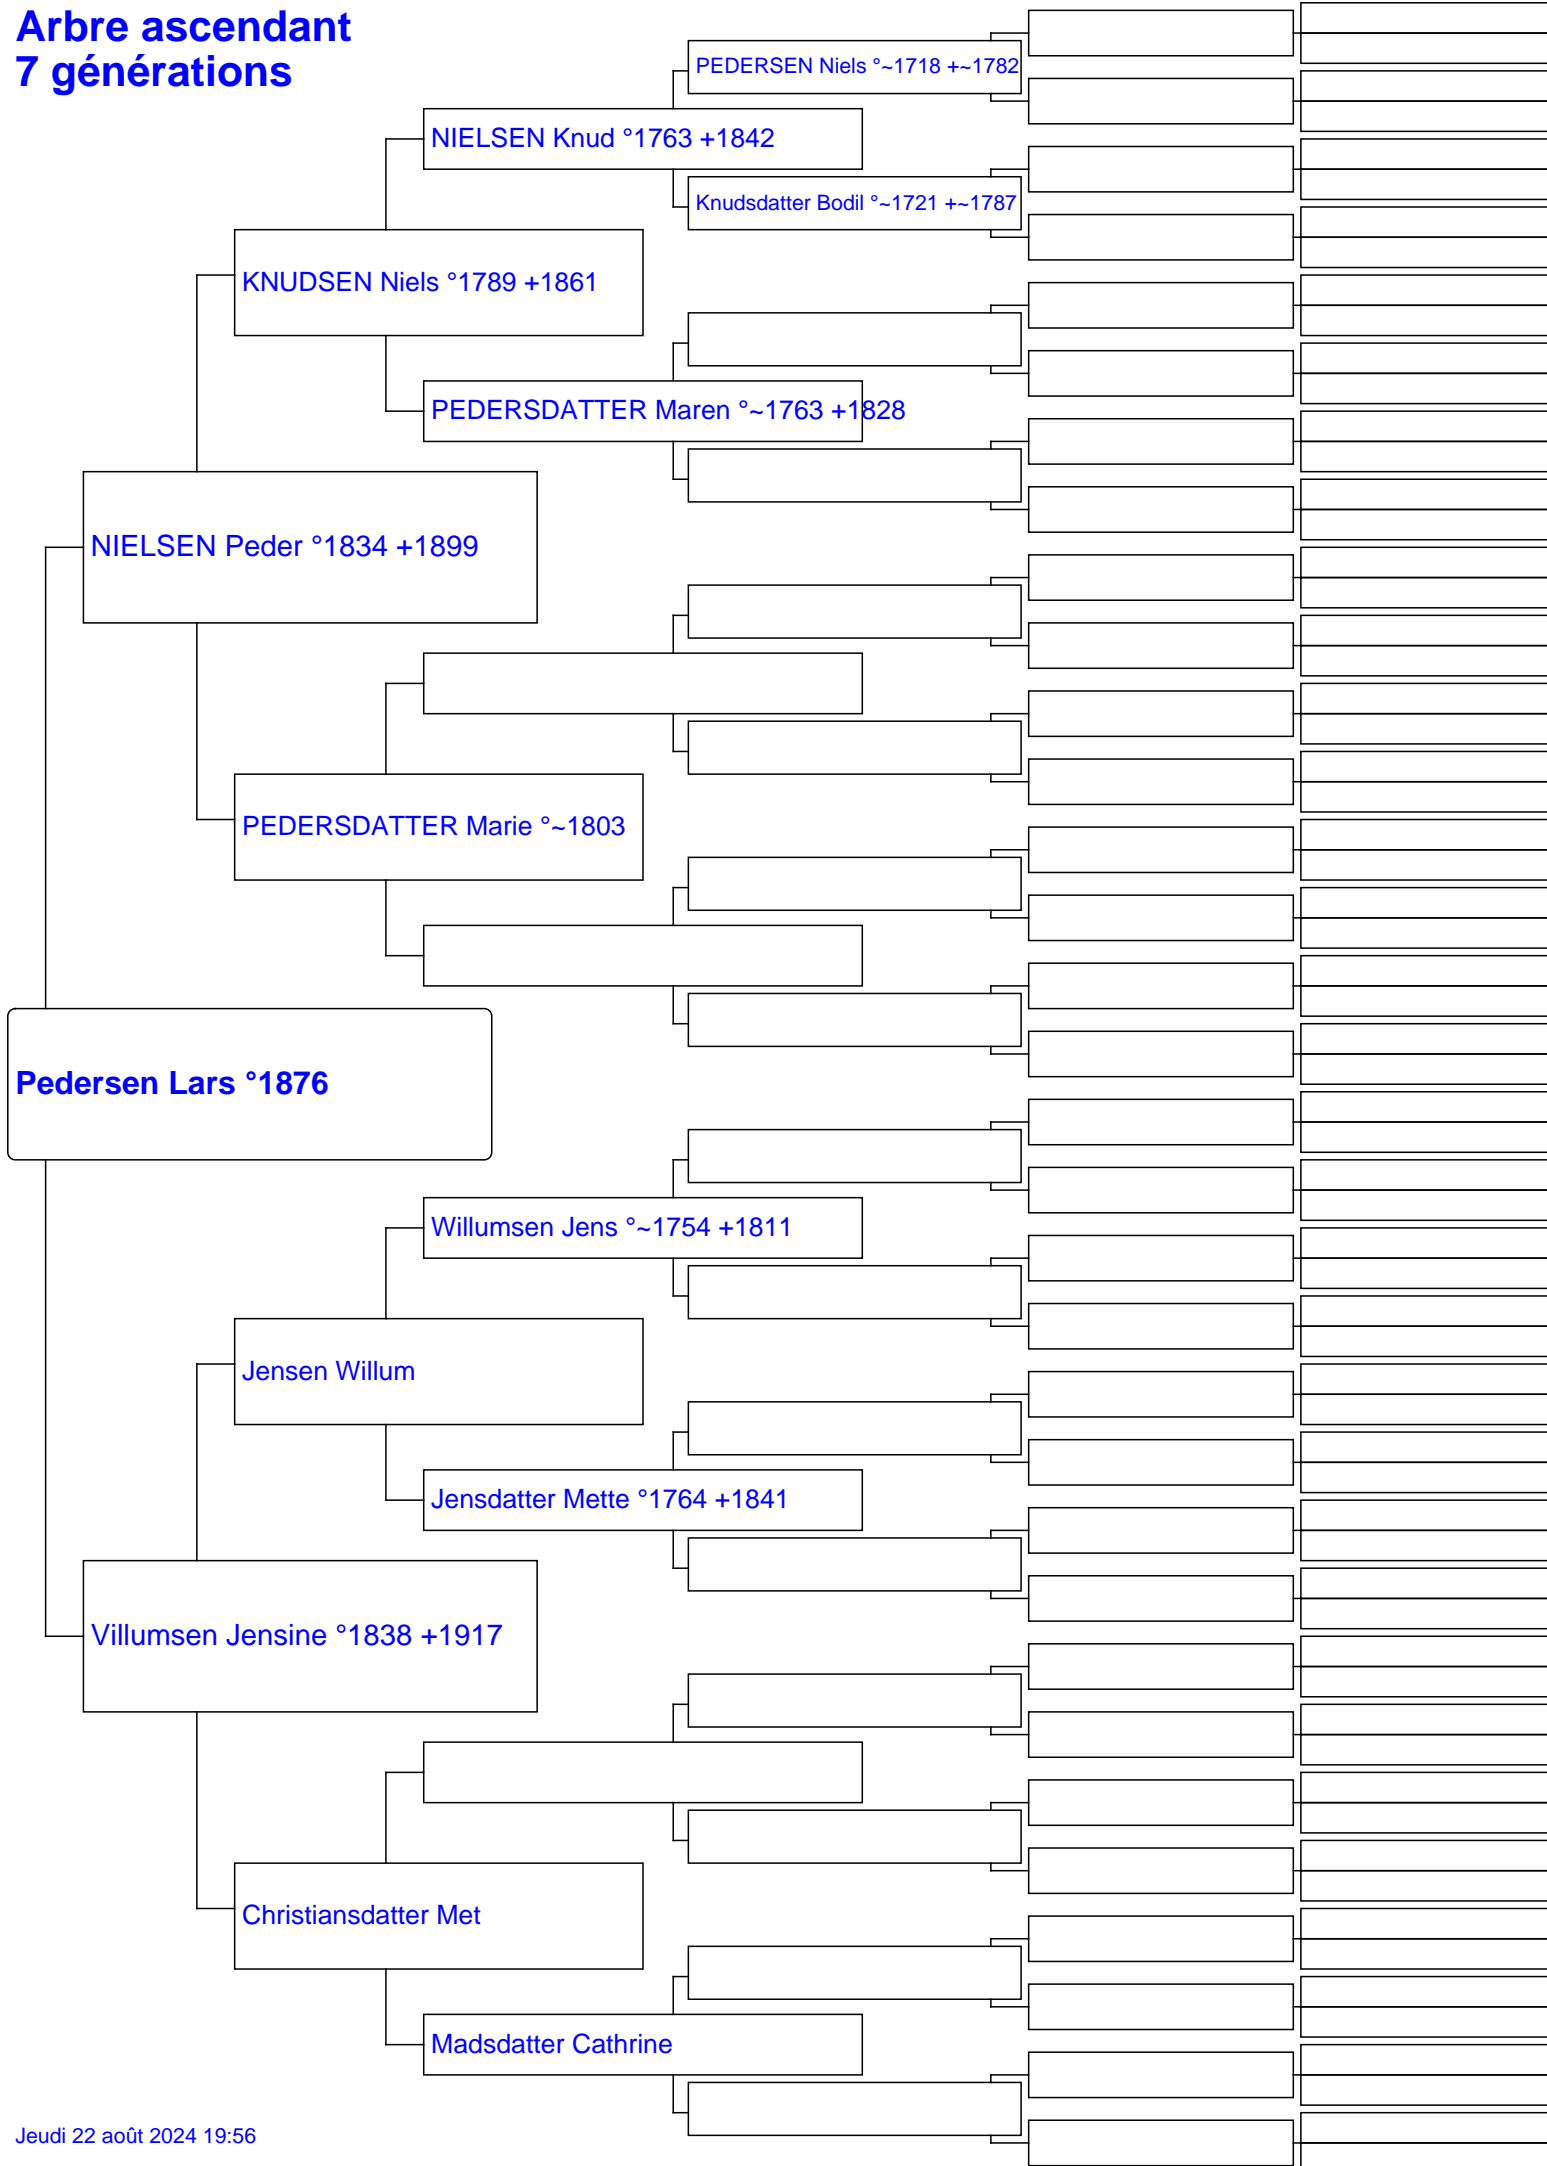 Arbre ascendant
7 générations
PEDERSEN Niels °~1718 +~1782
NIELSEN Knud °1763 +1842
Knudsdatter Bodil °~1721 +~1787
KNUDSEN Niels °1789 +1861
PEDERSDATTER Maren °~1763 +1828
NIELSEN Peder °1834 +1899
PEDERSDATTER Marie °~1803
Pedersen Lars °1876
Willumsen Jens °~1754 +1811
Jensen Willum
Jensdatter Mette °1764 +1841
Villumsen Jensine °1838 +1917
Christiansdatter Met
Madsdatter Cathrine
Jeudi 22 août 2024 19:56